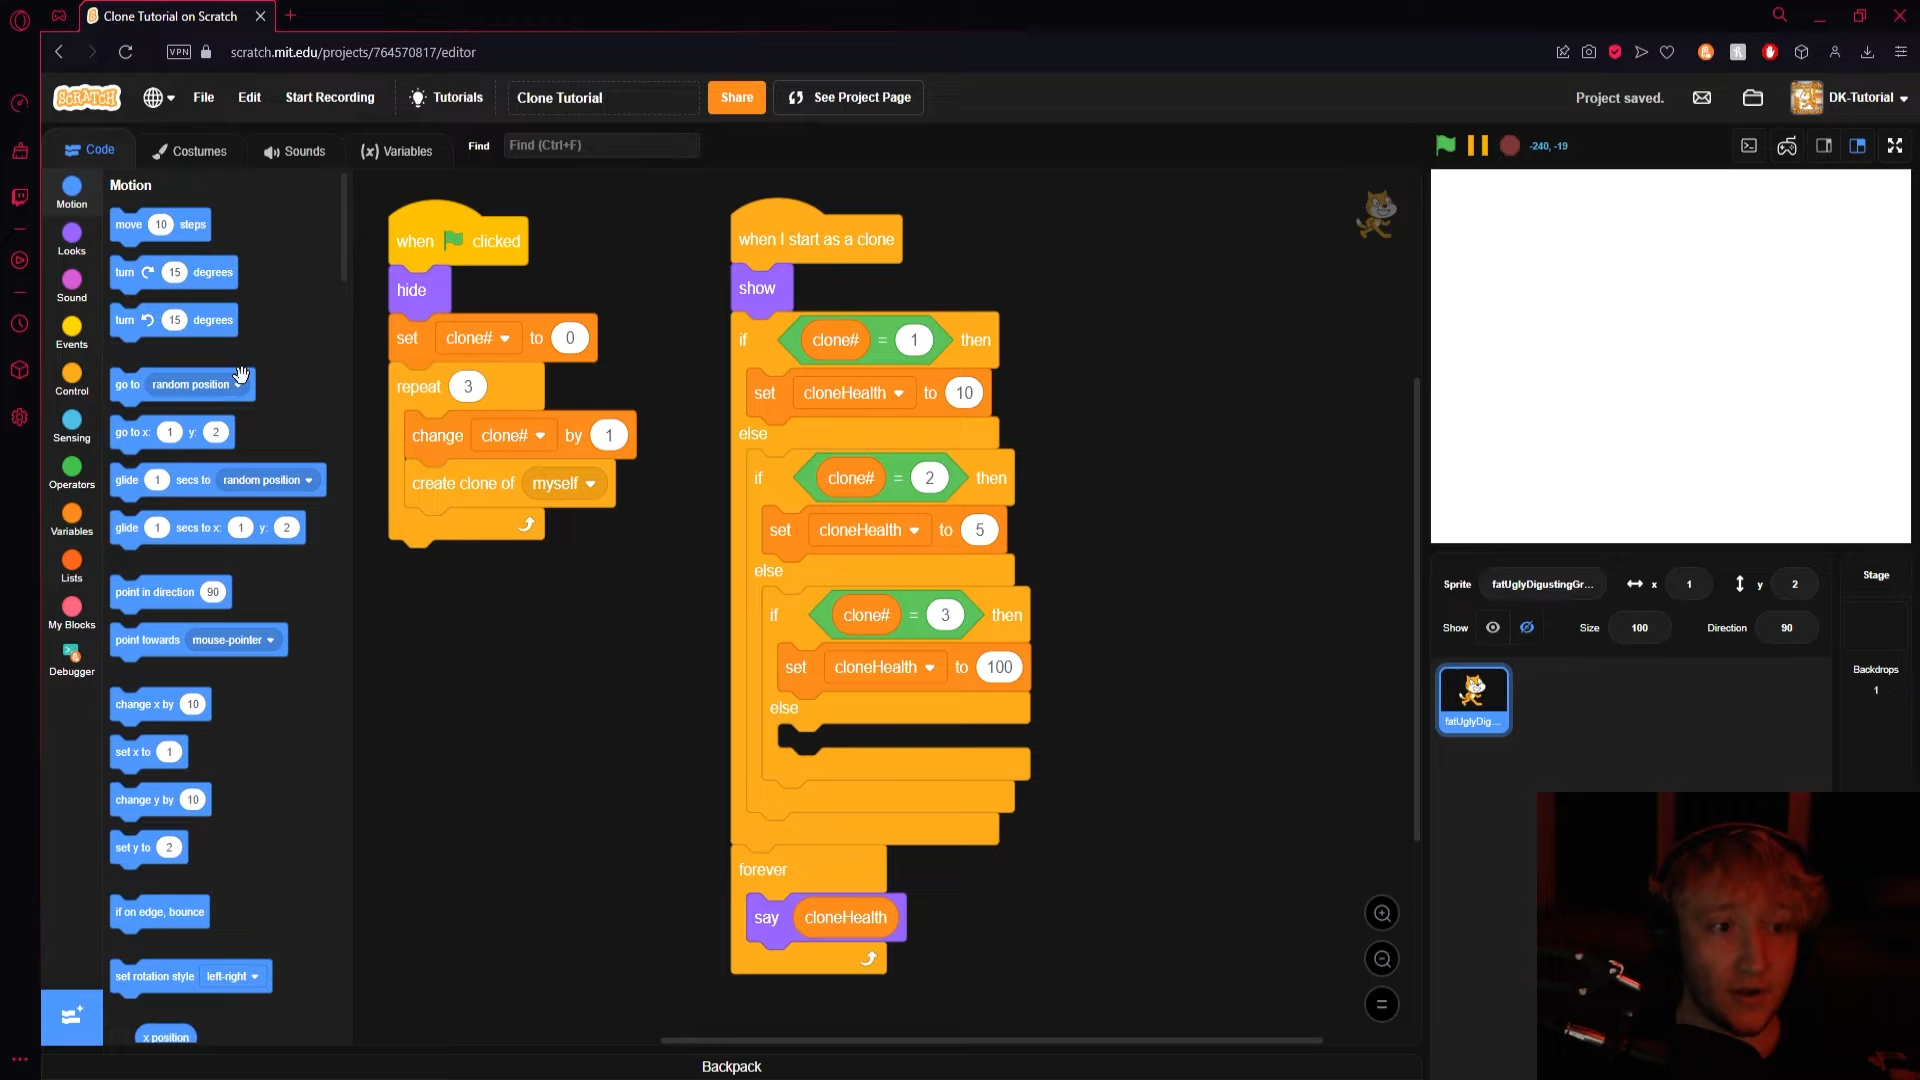 Clone Tutorial on Scratch
VPN
scratch.mit.edu/projects/764570817/editor
SCRATCH
File
Edit
Start Recording
Tutorials
Clone Tutorial
Share
See Project Page
Project saved.
DK-Tutorial
Code
Costumes
Sounds
(x) Variables
Find
Find (Ctrl+F)
-240, -19
Motion
Looks
Sound
Events
Control
Sensing
Operators
Variables
Lists
My Blocks
Debugger
Motion
move 10 steps
turn 15 degrees
turn 15 degrees
go to random position
go to x: 1 y: 2
glide 1 secs to random position
glide 1 secs to x: 1 y: 2
point in direction 90
point towards mouse-pointer
change x by 10
set x to 1
change y by 10
set y to 2
if on edge, bounce
set rotation style left-right
x position
when clicked
hide
set clone# to 0
repeat 3
change clone# by 1
create clone of myself
when I start as a clone
show
if clone# = 1 then
set cloneHealth to 10
else
if clone# = 2 then
set cloneHealth to 5
else
if clone# = 3 then
set cloneHealth to 100
else
forever
say cloneHealth
Sprite fatUglyDigustingGr... x 1 y 2
Show Size 100 Direction 90
fatUglyDig...
Stage
Backdrops
1
Backpack